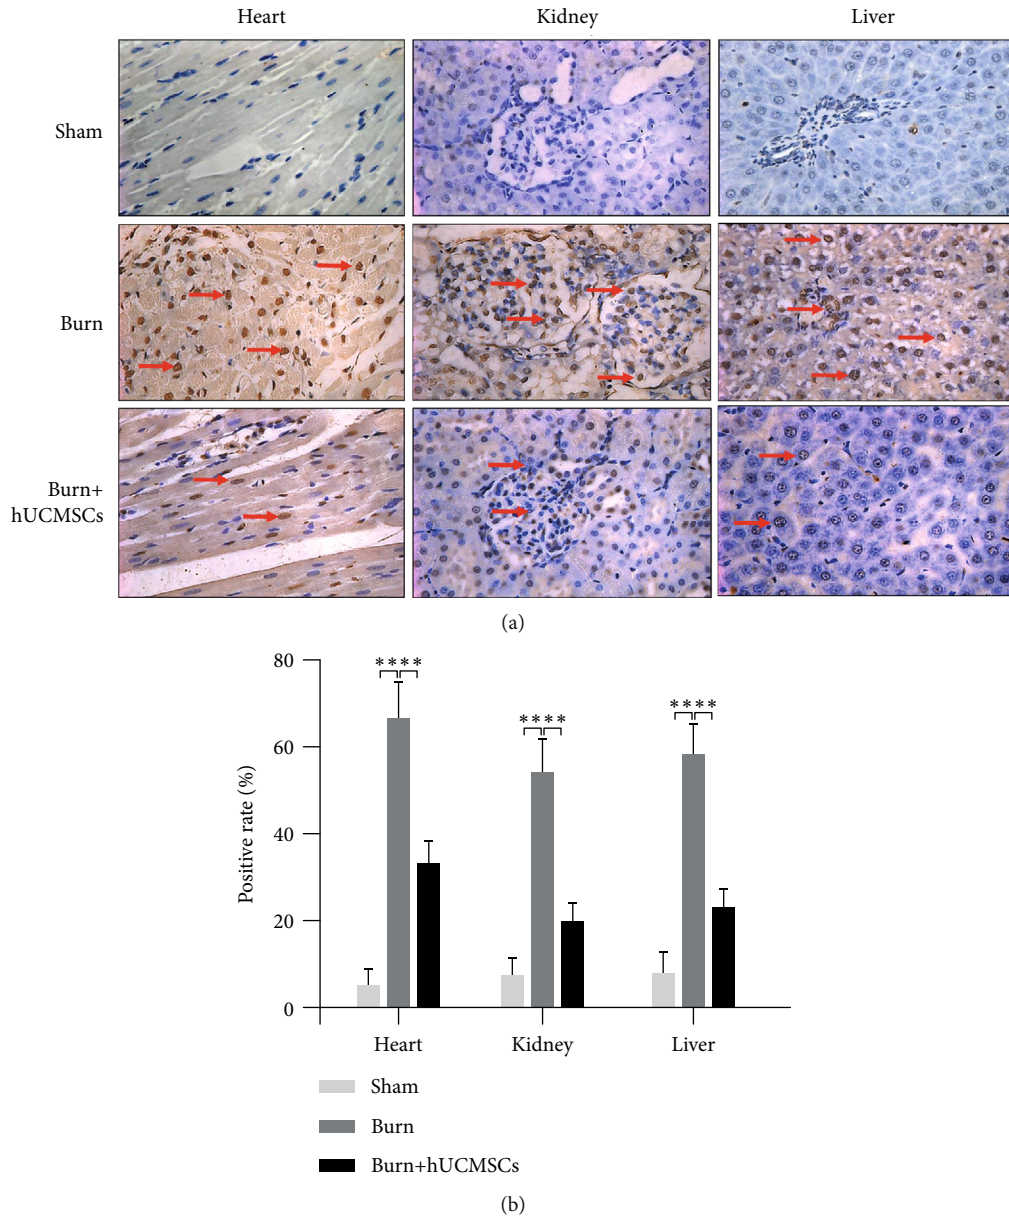 Heart Kidney Liver
Sham
Burn
Burn+
hUCMSCs
(a)
80
60
40
20
0
Positive rate (%)
**** **** ****
Heart Kidney Liver
Sham
Burn
Burn+hUCMSCs
(b)